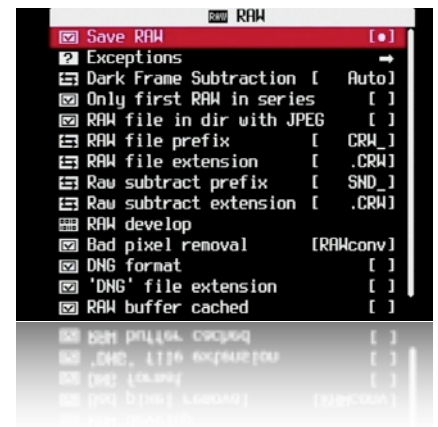 RAW RAW
Save RAW [•]
? Exceptions →
Dark Frame Subtraction [ Auto]
Only first RAW in series [ ]
RAW file in dir with JPEG [ ]
RAW file prefix [ CRW_]
RAW file extension [ .CRW]
Raw subtract prefix [ SND_]
Raw subtract extension [ .CRW]
RAW develop
Bad pixel removal [RAWconv]
DNG format [ ]
'DNG' file extension [ ]
RAW buffer cached [ ]